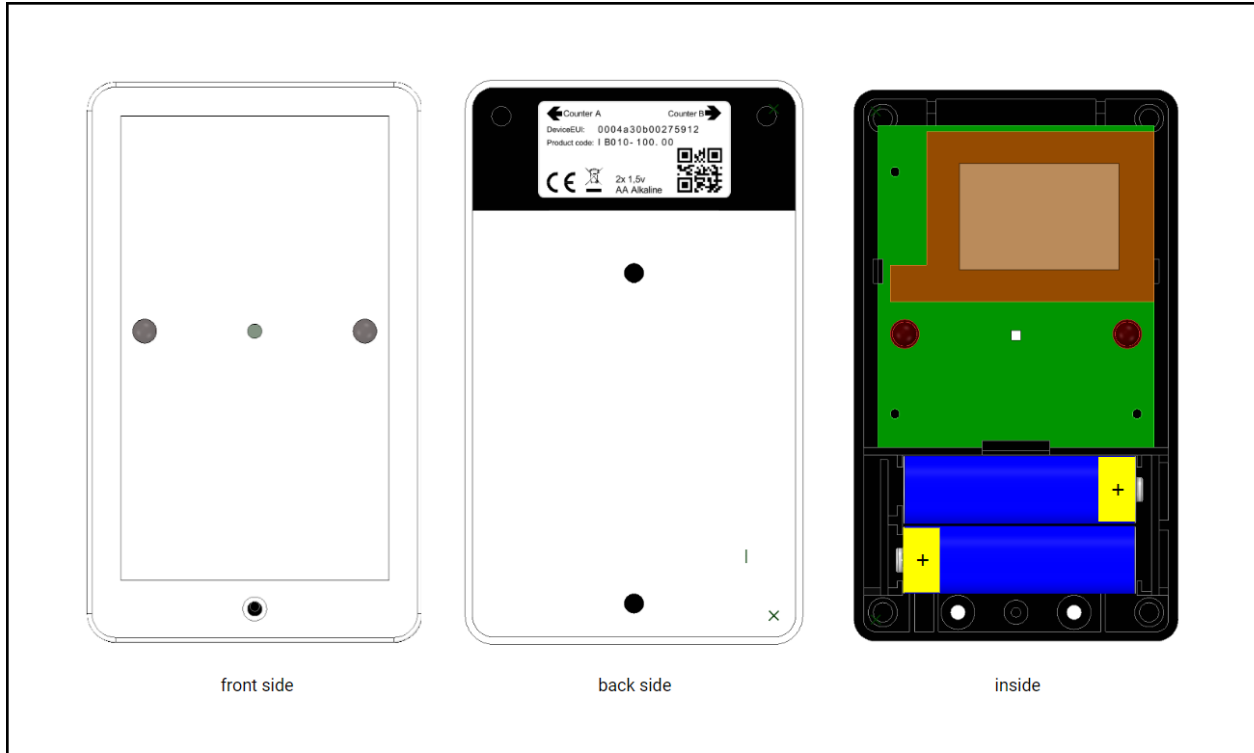 Counter A Counter B
DeviceEUI: 0004a30b00275912
Product code: I B010-100. 00
CE 2x 1,5v
AA Alkaline
+
+
front side back side inside